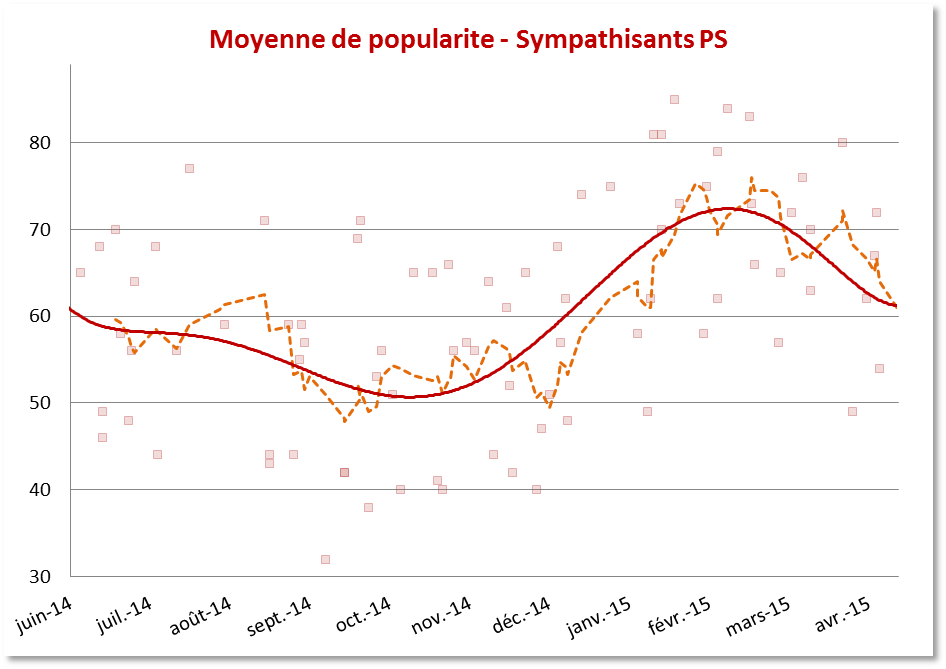 Moyenne de popularite - Sympathisants PS
80
70
60
50
40
30
juin-14
juil.-14
août-14
sept.-14
oct.-14
nov.-14
déc.-14
janv.-15
févr.-15
mars-15
avr.-15